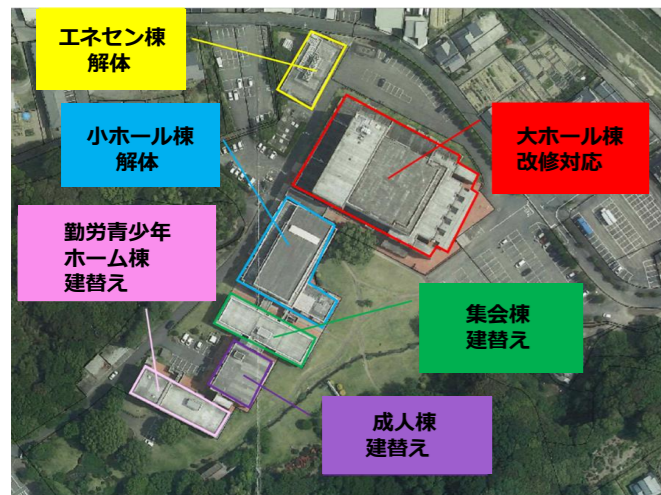 エネセン棟
解体
小ホール棟
解体
大ホール棟
改修対応
勤労青少年
ホーム棟
建替え
集会棟
建替え
成人棟
建替え